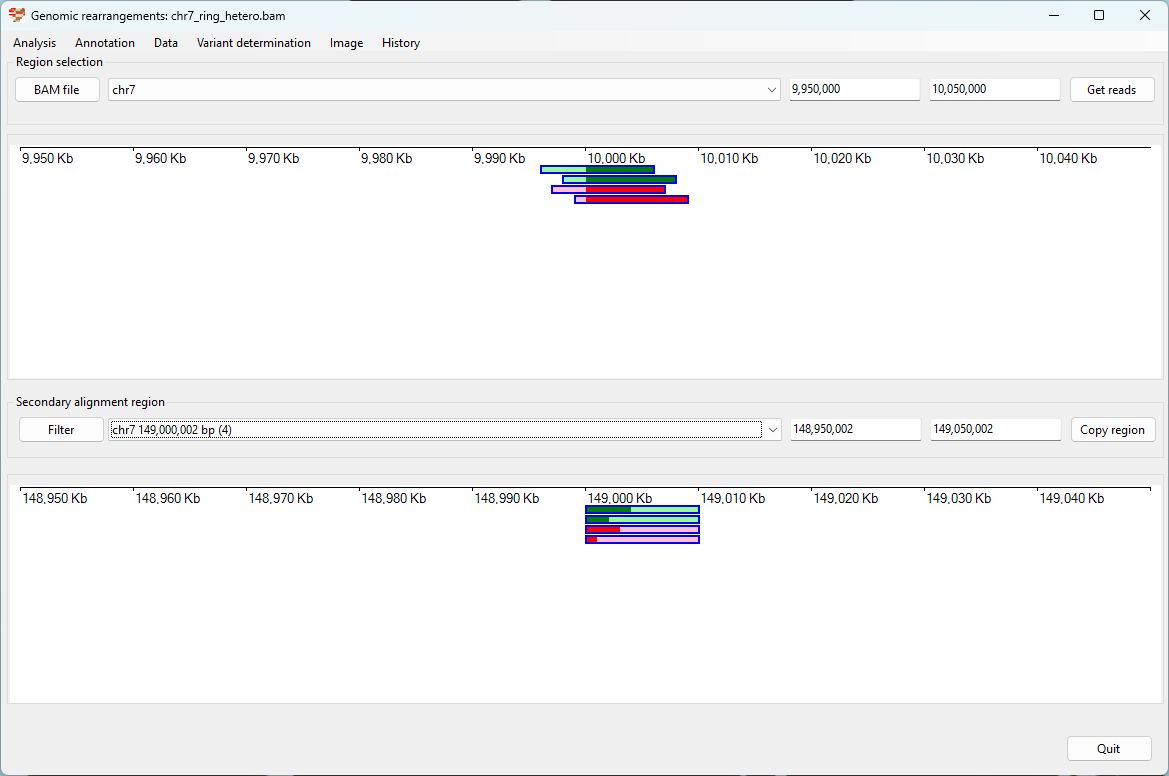 Genomic rearrangements: chr7_ring_hetero.bam
Analysis Annotation Data Variant determination Image History
Region selection
BAM file chr7 9,950,000 10,050,000 Get reads
9,950 Kb 9,960 Kb 9,970 Kb 9,980 Kb 9,990 Kb 10,000 Kb 10,010 Kb 10,020 Kb 10,030 Kb 10,040 Kb
Secondary alignment region
Filter chr7 149,000,002 bp (4) 148,950,002 149,050,002 Copy region
148,950 Kb 148,960 Kb 148,970 Kb 148,980 Kb 148,990 Kb 149,000 Kb 149,010 Kb 149,020 Kb 149,030 Kb 149,040 Kb
Quit